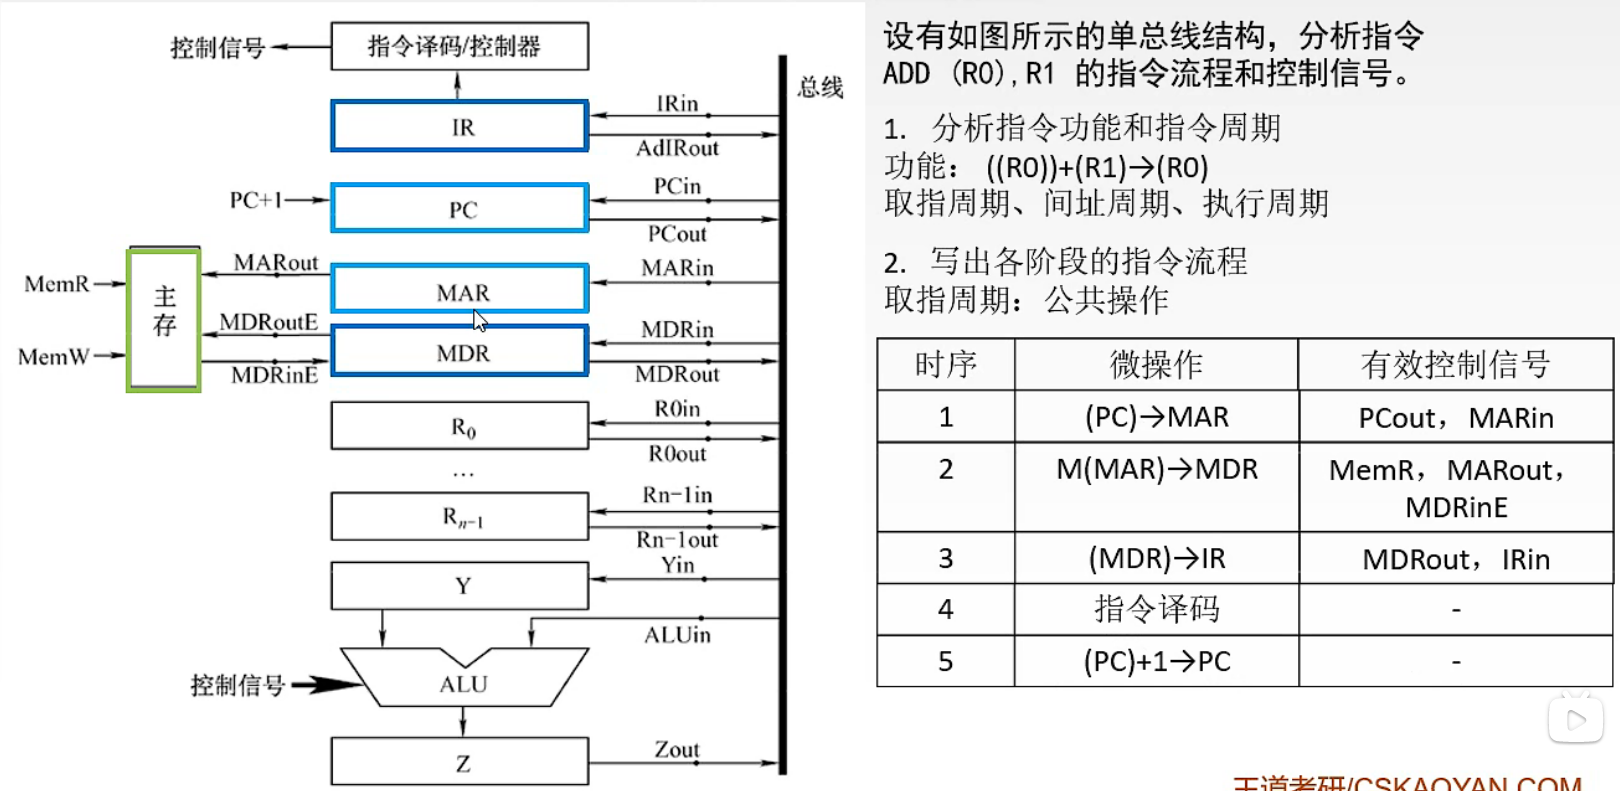 控制信号
指令译码/控制器
总线
IRin
IR
AdIRout
PC+1
PCin
PC
PCout
MARout
MARin
MemR
主存
MAR
MDRoutE
MDRin
MemW
MDR
MDRinE
MDRout
R0in
R0
R0out
...
Rn-1in
Rn-1
Rn-1out
Yin
Y
ALUin
控制信号
ALU
Zout
Z
设有如图所示的单总线结构，分析指令
ADD (R0),R1 的指令流程和控制信号。
1. 分析指令功能和指令周期
功能： ((R0))+(R1)→(R0)
取指周期、间址周期、执行周期
2. 写出各阶段的指令流程
取指周期：公共操作
时序 微操作 有效控制信号
1 (PC)→MAR PCout，MARin
2 M(MAR)→MDR MemR，MARout，
MDRinE
3 (MDR)→IR MDRout，IRin
4 指令译码 -
5 (PC)+1→PC -
王道考研/CSKAOYAN.COM